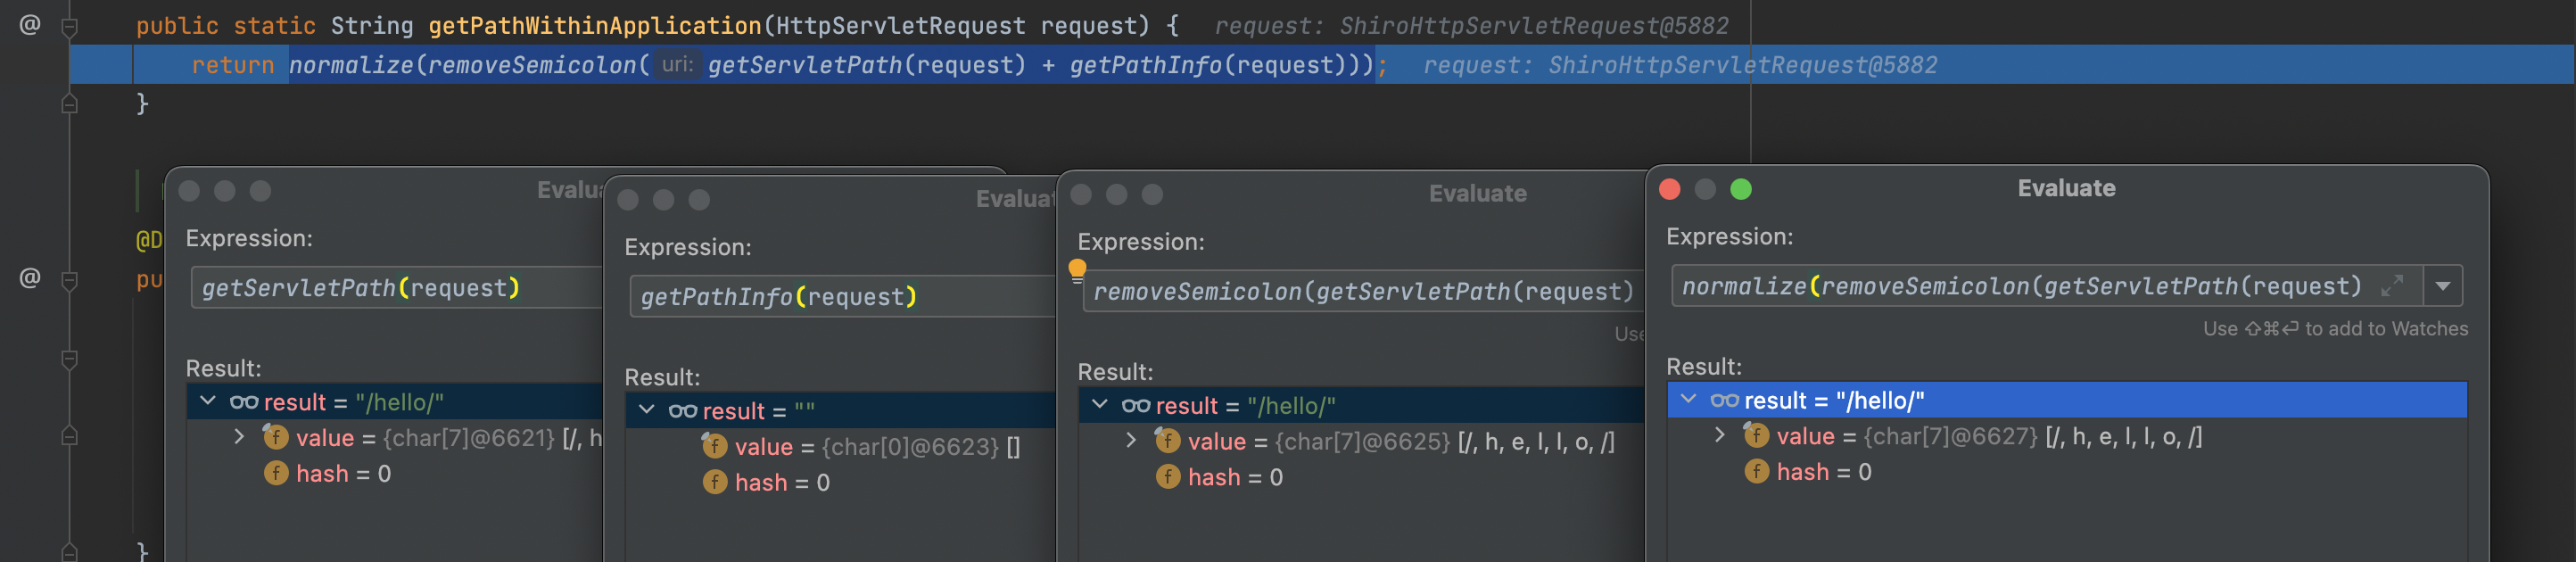 public static String getPathWithinApplication(HttpServletRequest request) { request: ShiroHttpServletRequest@5882
return normalize(removeSemicolon( uri: getServletPath(request) + getPathInfo(request))); request: ShiroHttpServletRequest@5882
}
@D
pu
}
Evalua
Expression:
getServletPath(request)
Result:
result = "/hello/"
value = {char[7]@6621} [/, h
hash = 0
Evaluat
Expression:
getPathInfo(request)
Result:
result = ""
value = {char[0]@6623} []
hash = 0
Evaluate
Expression:
removeSemicolon(getServletPath(request)
Use
Result:
result = "/hello/"
value = {char[7]@6625} [/, h, e, l, l, o, /]
hash = 0
Evaluate
Expression:
normalize(removeSemicolon(getServletPath(request)
Use ⇧⌘⏎ to add to Watches
Result:
result = "/hello/"
value = {char[7]@6627} [/, h, e, l, l, o, /]
hash = 0